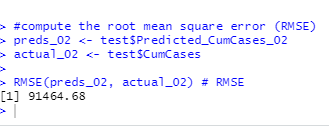 > #compute the root mean square error (RMSE)
> preds_02 <- test$Predicted_CumCases_02
> actual_02 <- test$CumCases
>
> RMSE(preds_02, actual_02) # RMSE
[1] 91464.68
>